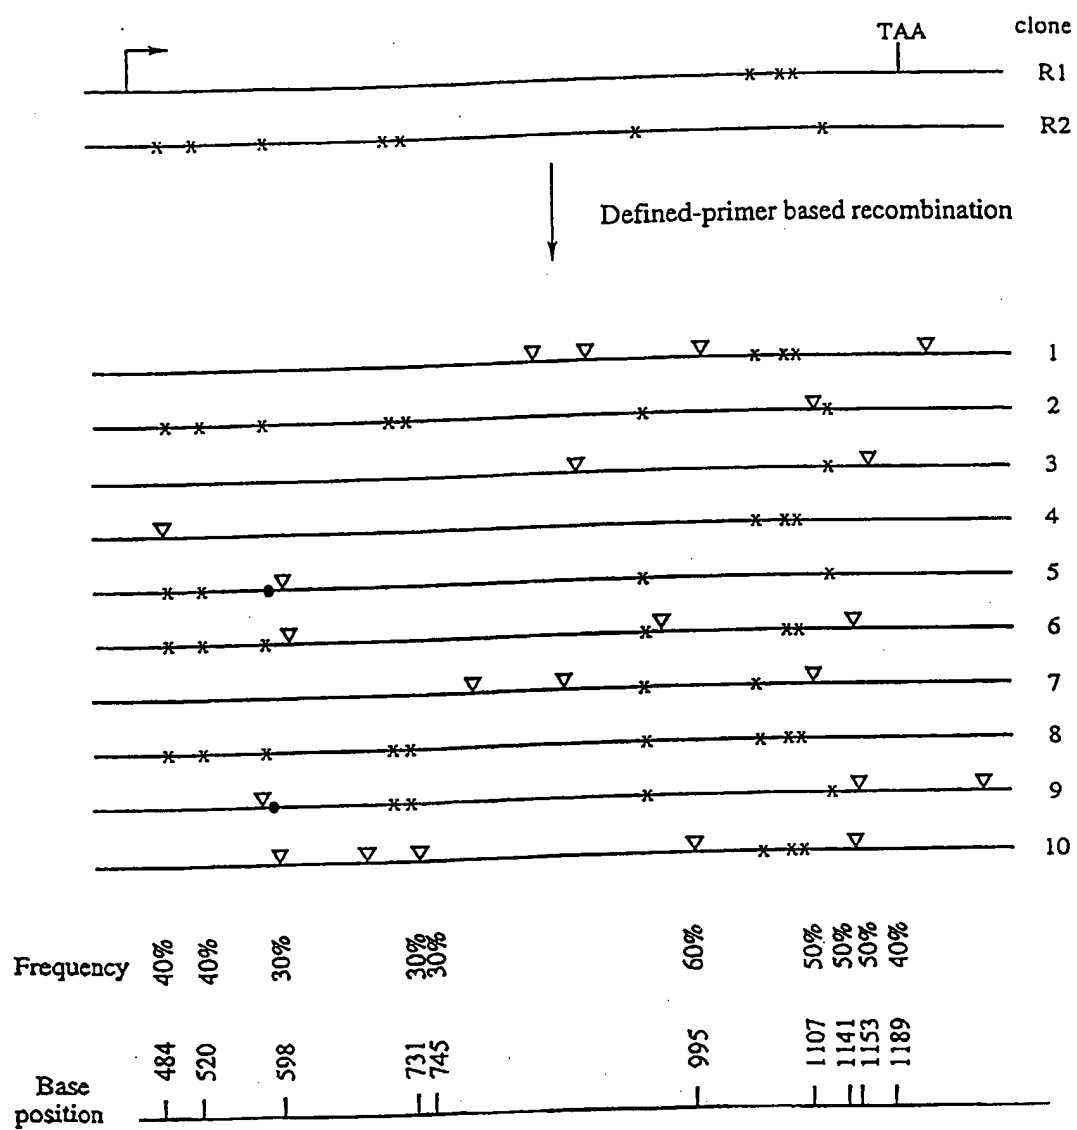 clone
TAA
R1
R2
Defined-primer based recombination
1
2
3
4
5
6
7
8
9
10
Frequency 40% 40% 30% 30% 30% 60% 50% 50% 50% 40%
484 520 598 731 745 995 1107 1141 1153 1189
Base
position